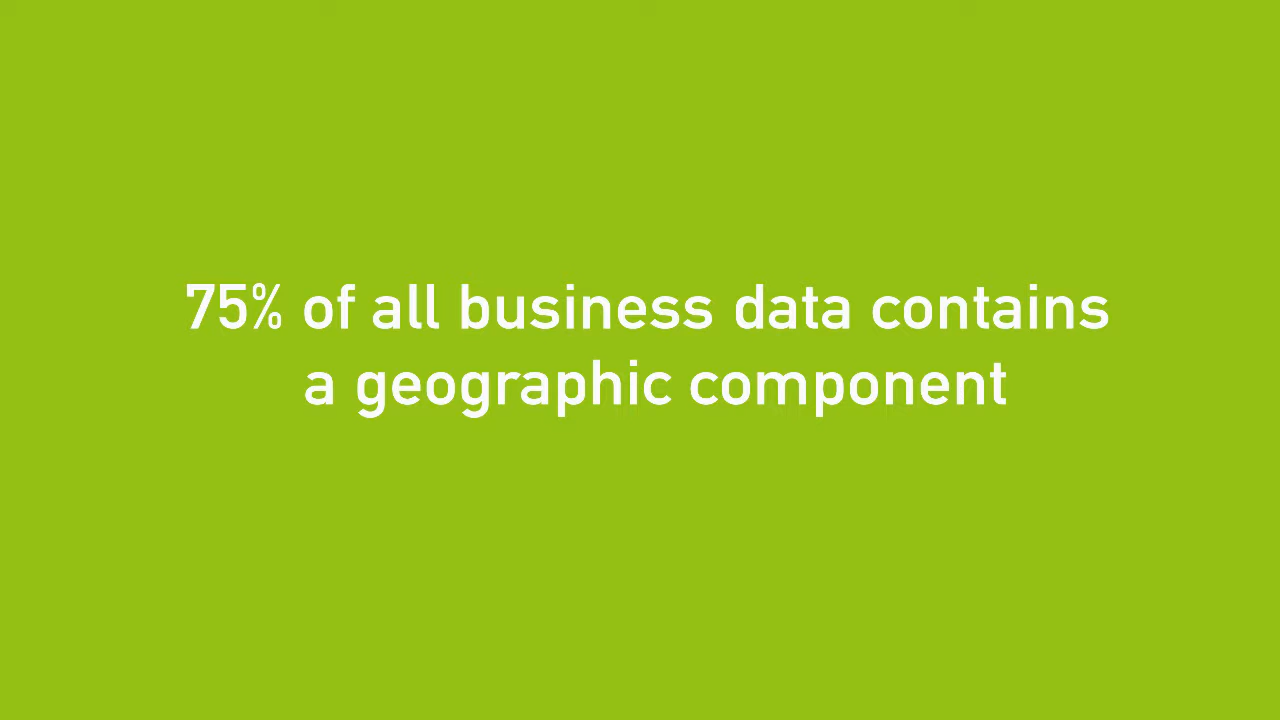 75% of all business data contains
a geographic component